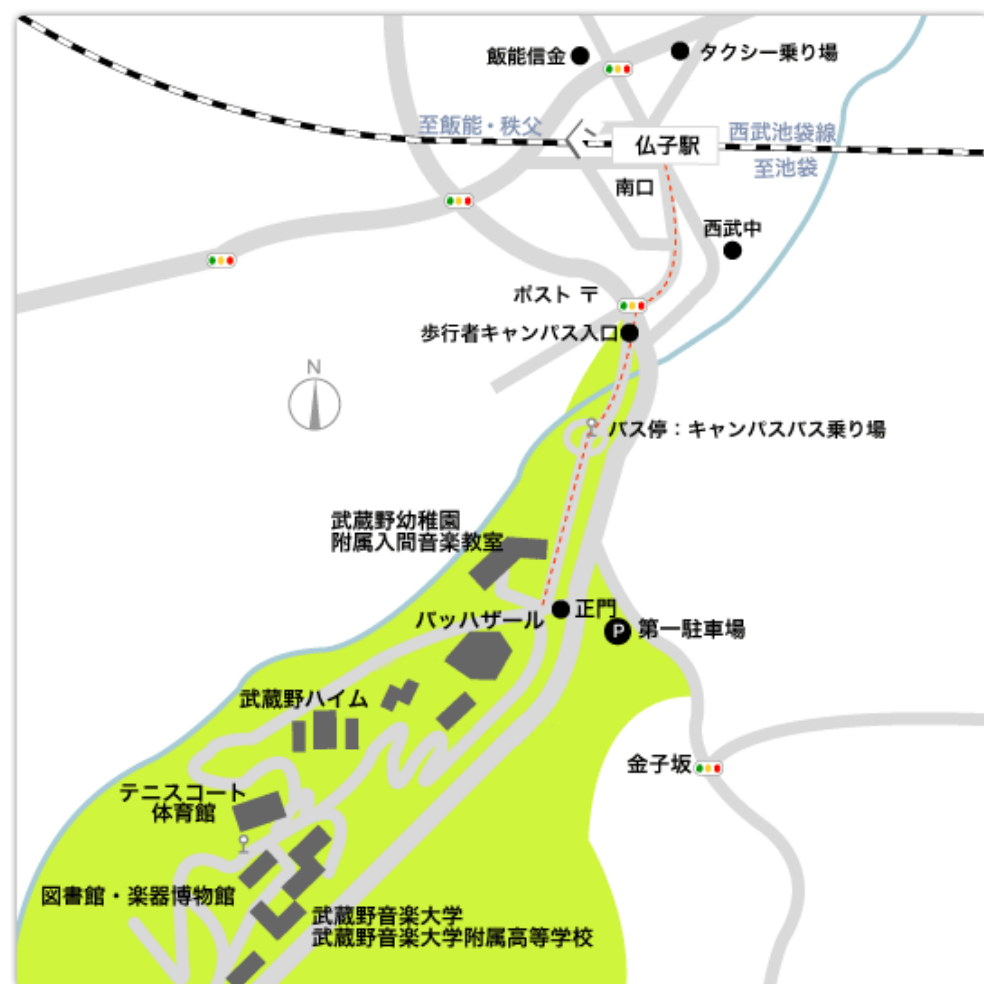 飯能信金
タクシー乗り場
至飯能・秩父
仏子駅
西武池袋線
至池袋
南口
西武中
ポスト 〒
歩行者キャンパス入口
N
バス停：キャンパスバス乗り場
武蔵野幼稚園
附属入間音楽教室
バッハザール
正門
P
第一駐車場
武蔵野ハイム
金子坂
テニスコート
体育館
図書館・楽器博物館
武蔵野音楽大学
武蔵野音楽大学附属高等学校